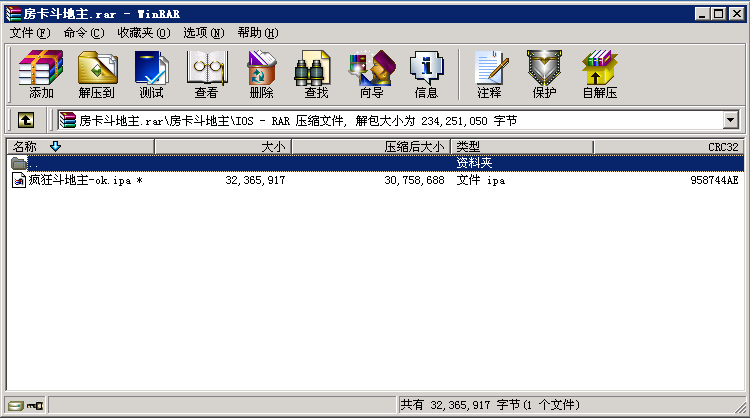 房卡斗地主.rar - WinRAR
文件(F) 命令(C) 收藏夹(O) 选项(N) 帮助(H)
添加 解压到 测试 查看 删除 查找 向导 信息 注释 保护 自解压
房卡斗地主.rar\房卡斗地主\IOS - RAR 压缩文件, 解包大小为 234,251,050 字节
名称 大小 压缩后大小 类型 CRC32
.. 资料夹
疯狂斗地主-ok.ipa * 32,365,917 30,758,688 文件 ipa 958744AE
共有 32,365,917 字节(1 个文件)